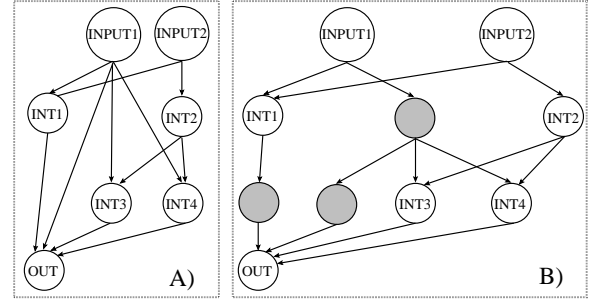 INPUT1
INPUT2
INT1
INT2
INT3
INT4
OUT
A)
INPUT1
INPUT2
INT1
INT2
INT3
INT4
OUT
B)